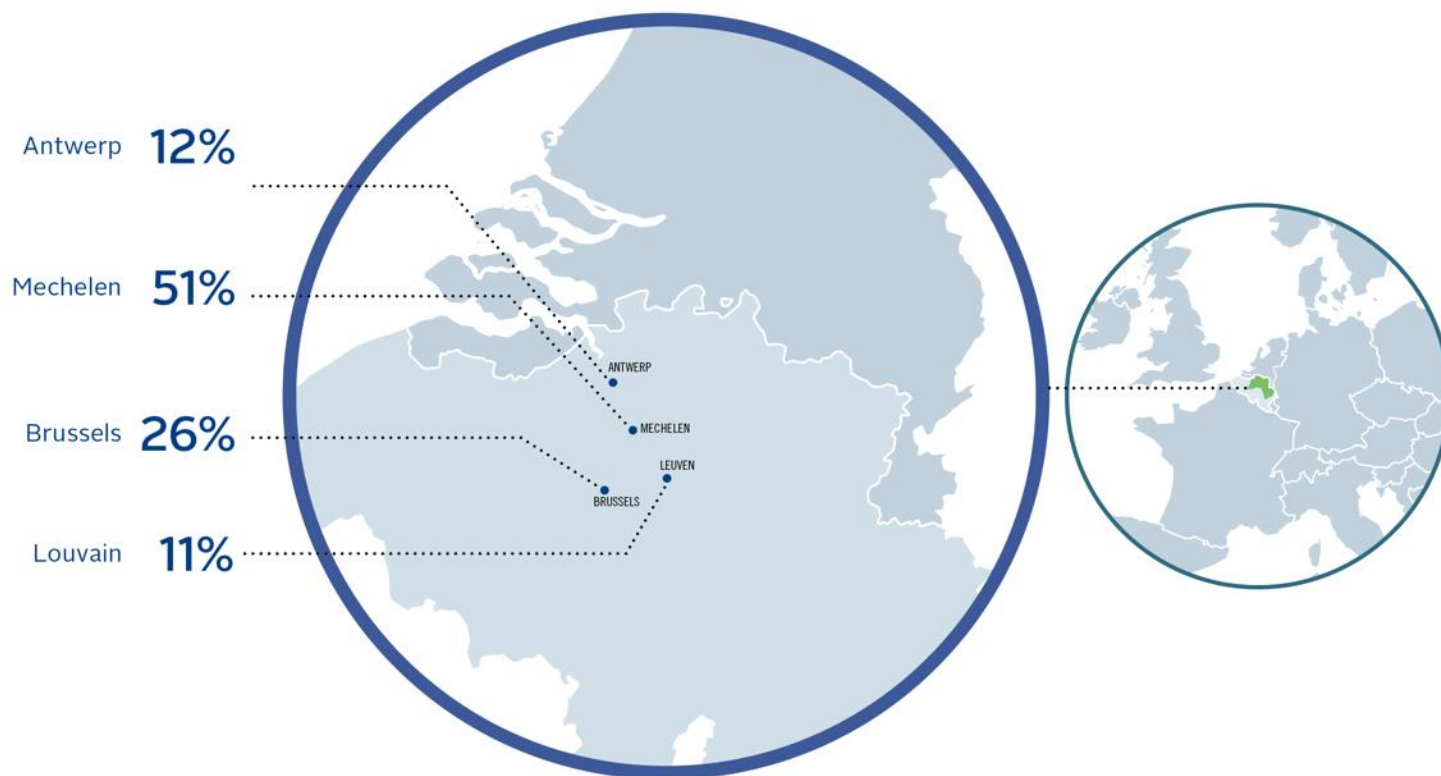 Antwerp 12%
Mechelen 51%
Brussels 26%
Louvain 11%
ANTWERP
MECHELEN
LEUVEN
BRUSSELS